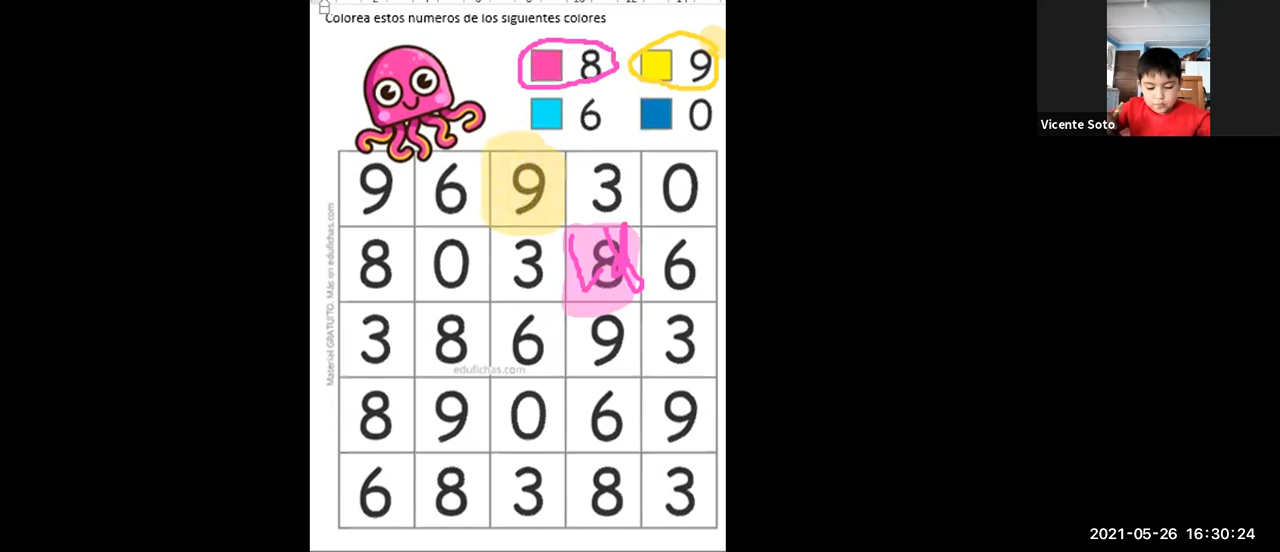 Colorea estos numeros de los siguientes colores
8 9
6 0
9 6 9 3 0
8 0 3 8 6
3 8 6 9 3
edufichas.com
8 9 0 6 9
6 8 3 8 3
Material GRATUITO. Más en edufichas.com
Vicente Soto
2021-05-26 16:30:24